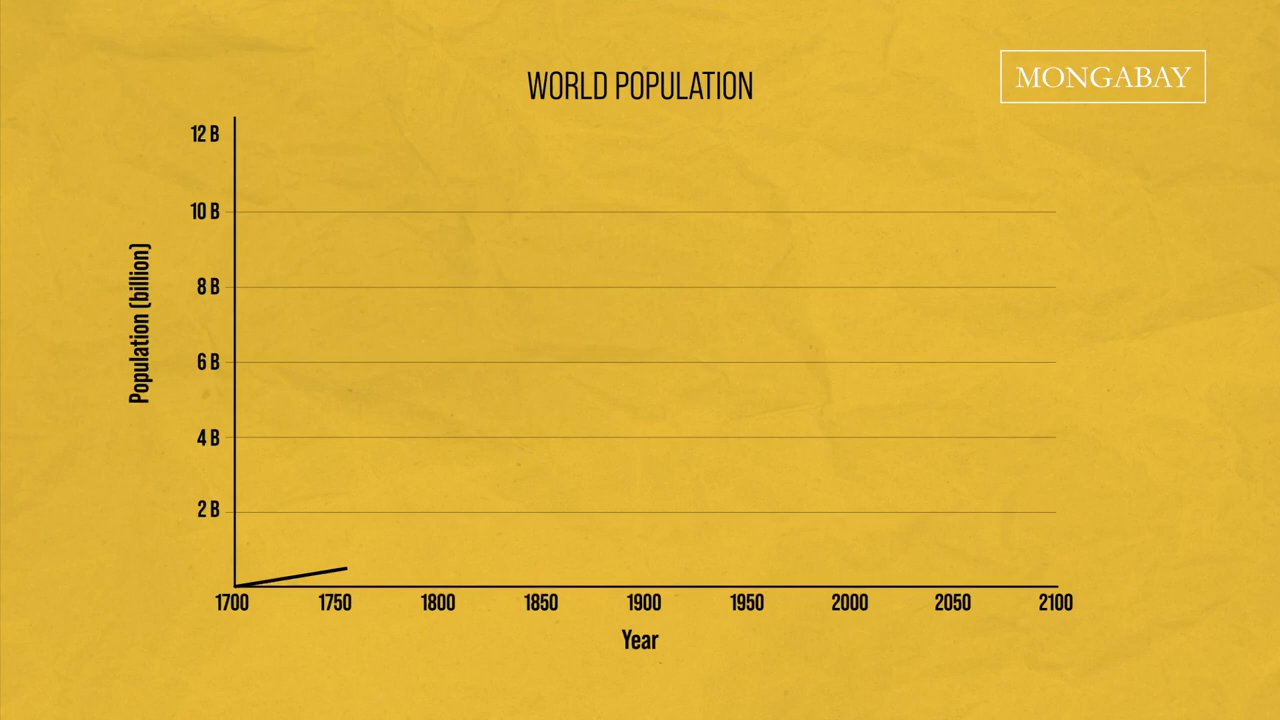 WORLD POPULATION
MONGABAY
12 B
10 B
8 B
6 B
4 B
2 B
Population (billion)
1700 1750 1800 1850 1900 1950 2000 2050 2100
Year